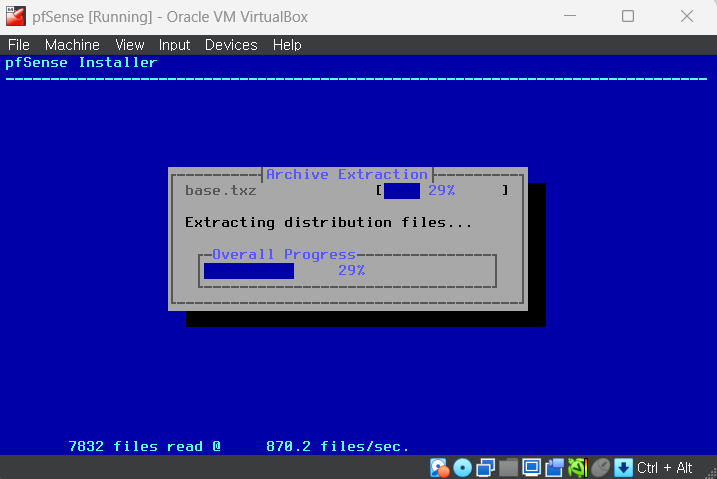 pfSense [Running] - Oracle VM VirtualBox
File Machine View Input Devices Help
pfSense Installer
Archive Extraction
base.txz [ 29% ]
Extracting distribution files...
Overall Progress
29%
7832 files read @ 870.2 files/sec.
Ctrl + Alt